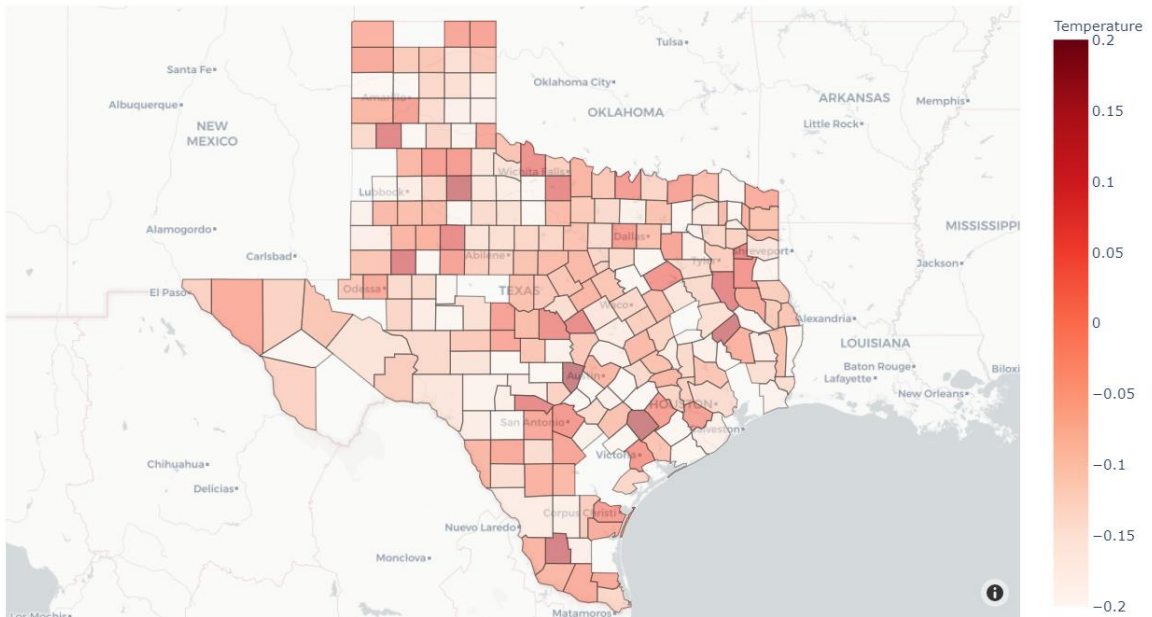 Temperature
0.2
0.15
0.1
0.05
0
−0.05
−0.1
−0.15
−0.2
Tulsa
Santa Fe
Oklahoma City
Amarillo
Albuquerque
ARKANSAS
Memphis
OKLAHOMA
Little Rock
NEW
MEXICO
Wichita Falls
Lubbock
MISSISSIPPI
Alamogordo
Dallas
Shreveport
Carlsbad
Abilene
Tyler
Jackson
El Paso
Odessa
TEXAS
Waco
Alexandria
LOUISIANA
Baton Rouge
Austin
Lafayette
Biloxi
New Orleans
HOUSTON
San Antonio
Galveston
Victoria
Chihuahua
Delicias
Corpus Christi
Nuevo Laredo
Monclova
Matamoros
Los Mochis